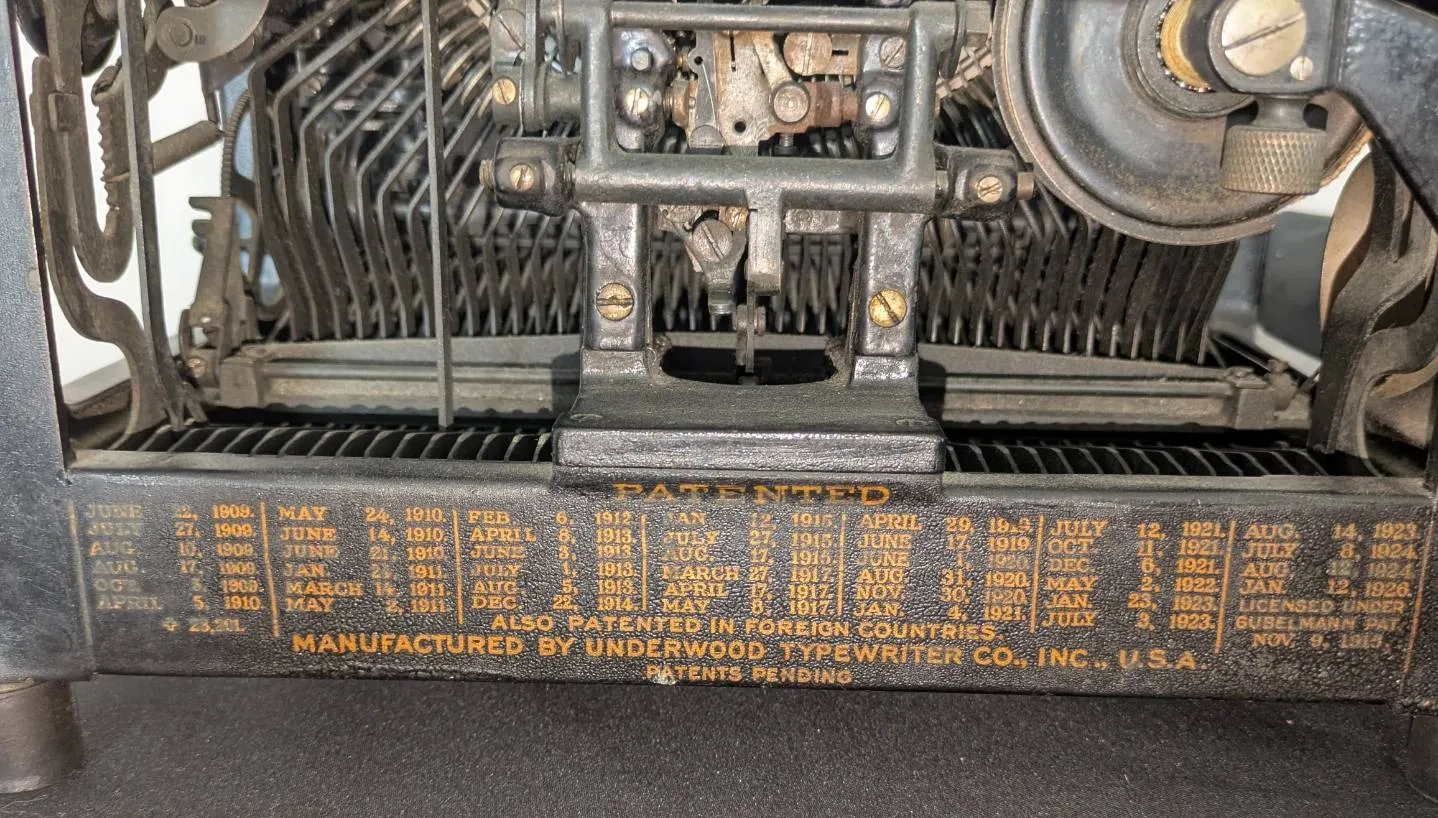 PATENTED
JUNE 22, 1909.
JULY 27, 1909.
AUG 10, 1909
AUG. 17, 1909
OCT 1909.
APRIL 5, 1910.
& 23,
MAY 24, 1910.
JUNE 14, 1910.
JUNE 21, 1910.
JAN 1911.
MARCH 14, 1911.
MAY 2, 1911
FEB 6, 1912
APRIL 8, 1913.
JUNE 3, 1913
JULY 1, 1913.
AUG 5, 1913
DEC 22, 1914.
JAN 12, 1915.
JULY 27, 1915
AUG 17, 1915.
MARCH 27, 1917.
APRIL 17, 1917.
MAY 8, 1917.
APRIL 29, 1919.
JUNE 17, 1919
JUNE 1, 1920
AUG 31, 1920.
NOV. 30, 1920
JAN. 4, 1921.
JULY 12, 1921.
OCT. 11, 1921
DEC. 6, 1921.
MAY 2, 1922.
JAN. 23, 1923.
JULY 3, 1923.
AUG. 14, 1923.
JULY 8, 1924.
AUG 12, 1924
JAN. 12, 1926.
LICENSED UNDER
GUBELMANN PAT.
NOV 9, 1915.
ALSO PATENTED IN FOREIGN COUNTRIES.
MANUFACTURED BY UNDERWOOD TYPEWRITER CO., INC., U.S.A.
PATENTS PENDING